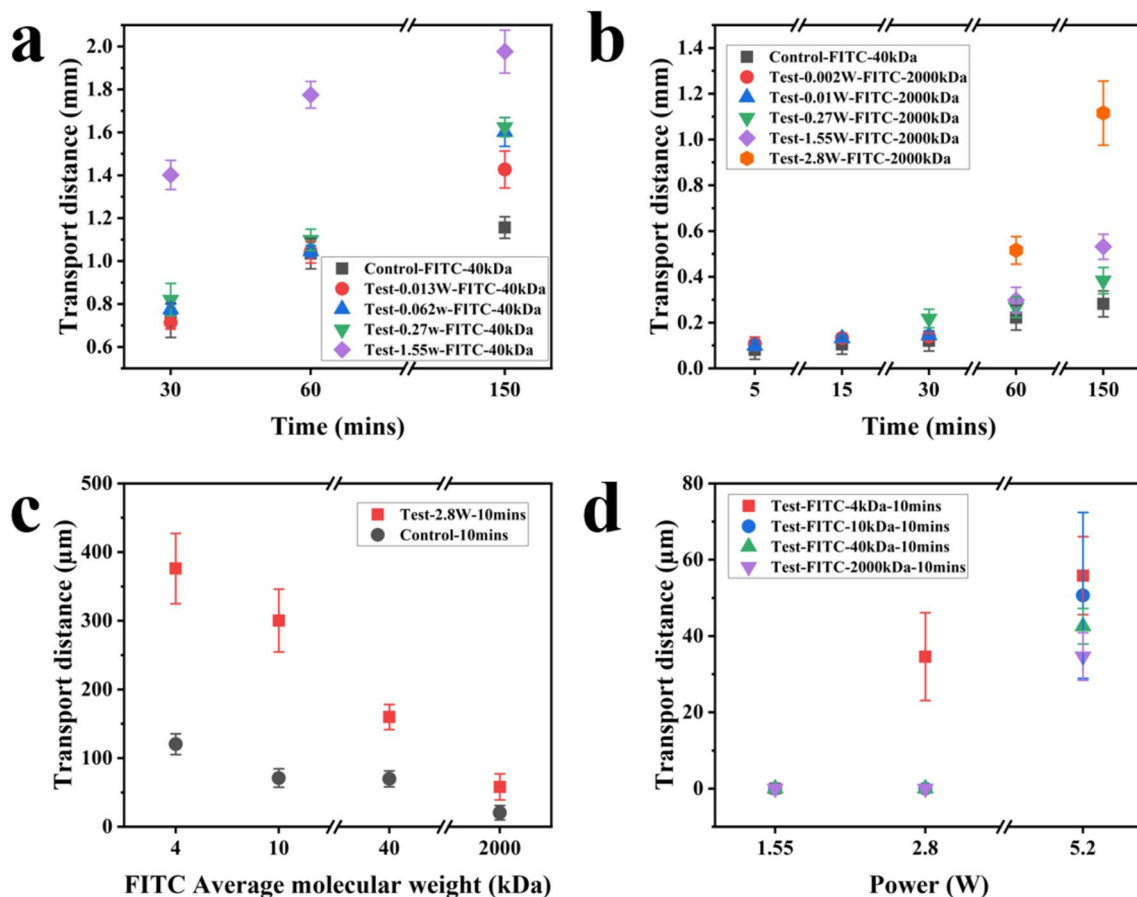 a
2.0
1.8
1.6
1.4
1.2
1.0
0.8
0.6
Transport distance (mm)
Control-FITC-40kDa
Test-0.013W-FITC-40kDa
Test-0.062w-FITC-40kDa
Test-0.27w-FITC-40kDa
Test-1.55w-FITC-40kDa
30 60 150
Time (mins)
b
1.4
1.2
1.0
0.8
0.6
0.4
0.2
0.0
Transport distance (mm)
Control-FITC-40kDa
Test-0.002W-FITC-2000kDa
Test-0.01W-FITC-2000kDa
Test-0.27W-FITC-2000kDa
Test-1.55W-FITC-2000kDa
Test-2.8W-FITC-2000kDa
5 15 30 60 150
Time (mins)
c
500
400
300
200
100
0
Transport distance (μm)
Test-2.8W-10mins
Control-10mins
4 10 40 2000
FITC Average molecular weight (kDa)
d
80
60
40
20
0
Transport distance (μm)
Test-FITC-4kDa-10mins
Test-FITC-10kDa-10mins
Test-FITC-40kDa-10mins
Test-FITC-2000kDa-10mins
1.55 2.8 5.2
Power (W)